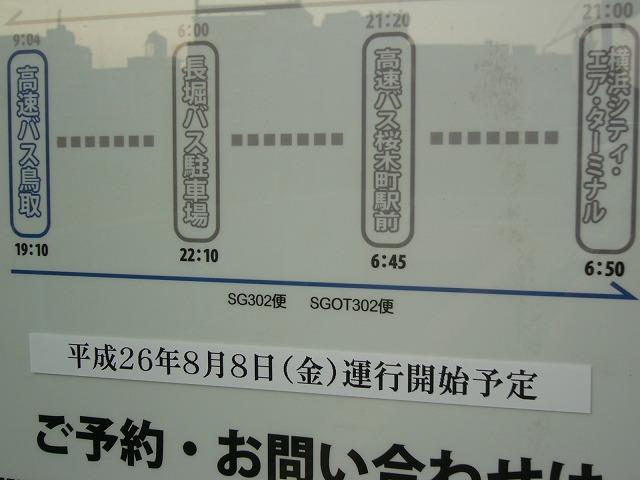 9:04 6:00 21:20 21:00
高速バス鳥取
長堀バス駐車場
高速バス桜木町駅前
横浜シティ・
エア・ターミナル
19:10 22:10 6:45 6:50
SG302便 SGOT302便
平成26年8月8日(金)運行開始予定
ご予約・お問い合わせは